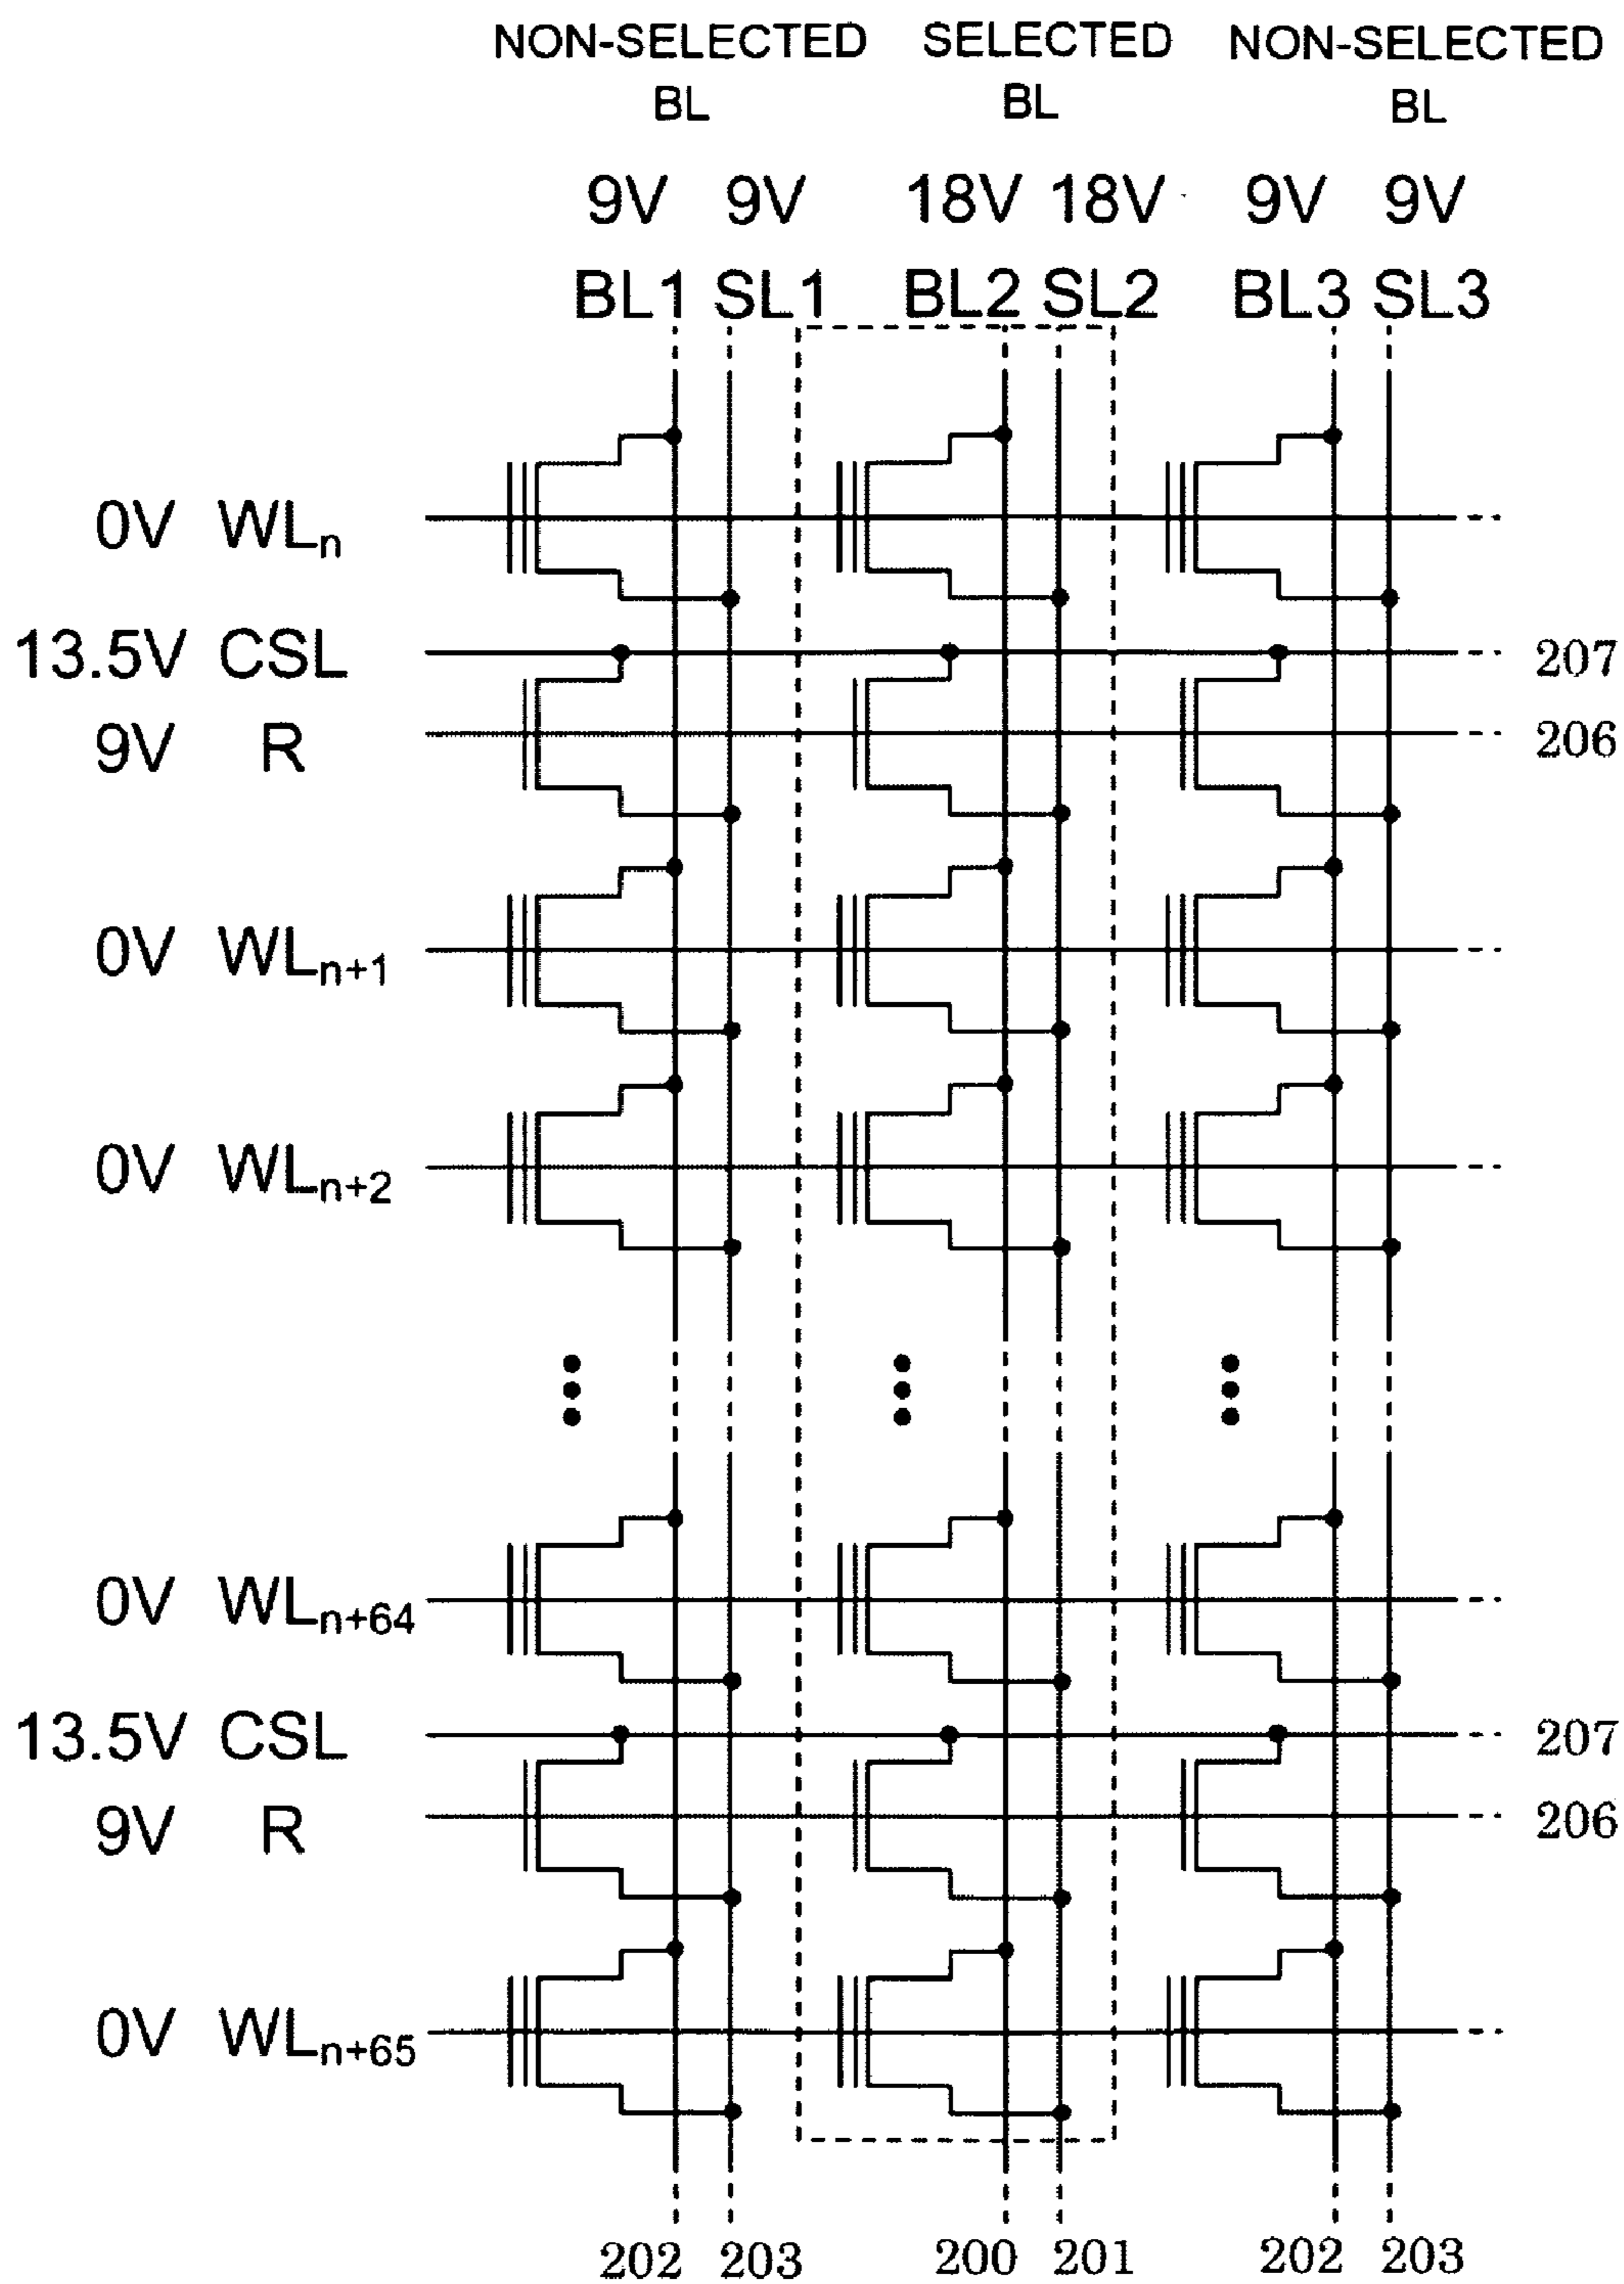 NON-SELECTED BL SELECTED BL NON-SELECTED BL
9V 9V 18V 18V 9V 9V
BL1 SL1 BL2 SL2 BL3 SL3
0V WLn
13.5V CSL 207
9V R 206
0V WLn+1
0V WLn+2
0V WLn+64
13.5V CSL 207
9V R 206
0V WLn+65
202 203 200 201 202 203